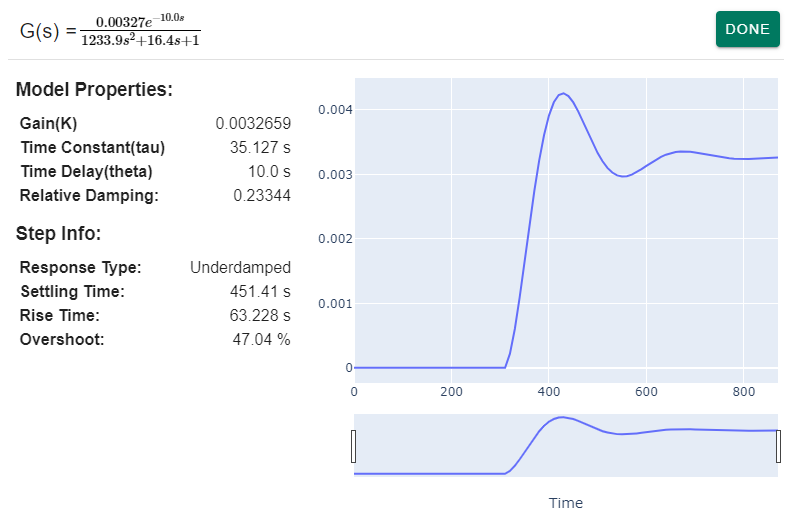 G(s) = 0.00327e^−10.0s / 1233.9s²+16.4s+1
DONE
Model Properties:
Gain(K) 0.0032659
Time Constant(tau) 35.127 s
Time Delay(theta) 10.0 s
Relative Damping: 0.23344
Step Info:
Response Type: Underdamped
Settling Time: 451.41 s
Rise Time: 63.228 s
Overshoot: 47.04 %
0.004
0.003
0.002
0.001
0
0 200 400 600 800
Time